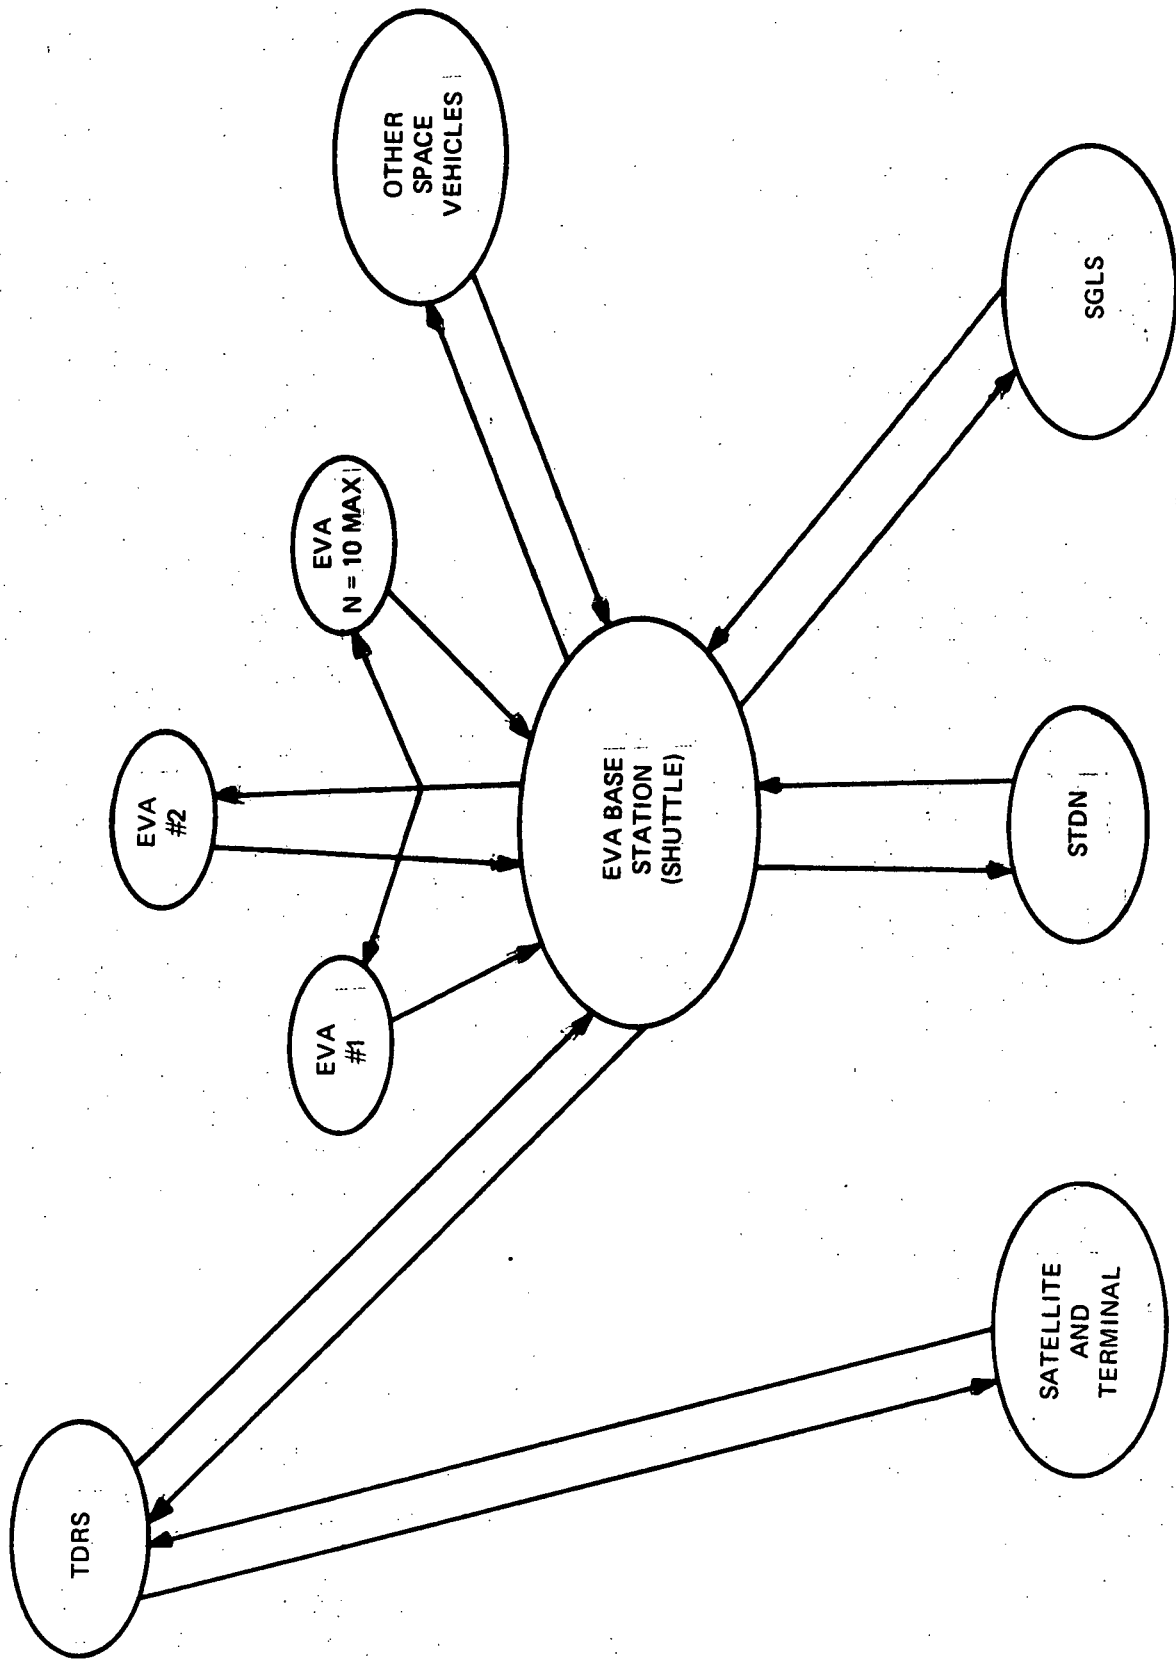 TDRS
EVA
#2
EVA
#1
EVA
N = 10 MAX
OTHER
SPACE
VEHICLES
EVA BASE
STATION
(SHUTTLE)
SATELLITE
AND
TERMINAL
STDN
SGLS